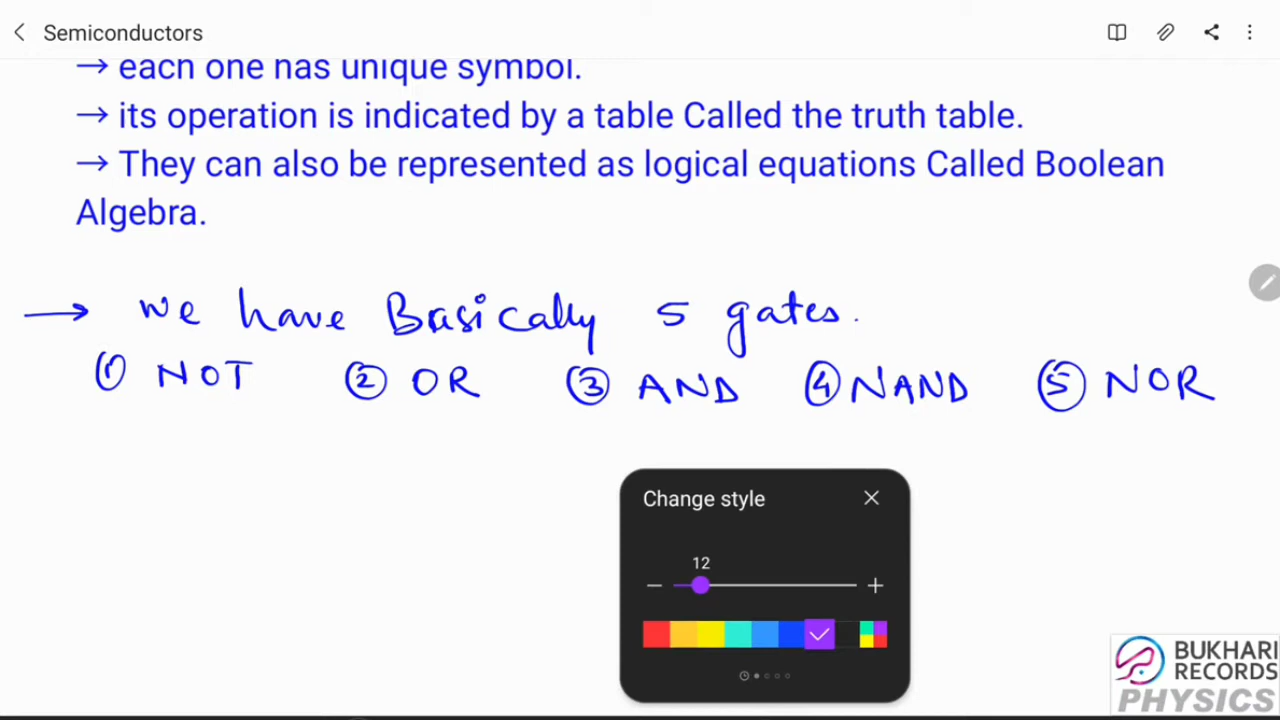 Semiconductors
→ each one has unique symbol.
→ its operation is indicated by a table Called the truth table.
→ They can also be represented as logical equations Called Boolean
Algebra.
→ we have Basically 5 gates.
① NOT ② OR ③ AND ④ NAND ⑤ NOR
Change style
12
BUKHARI
RECORDS
PHYSICS